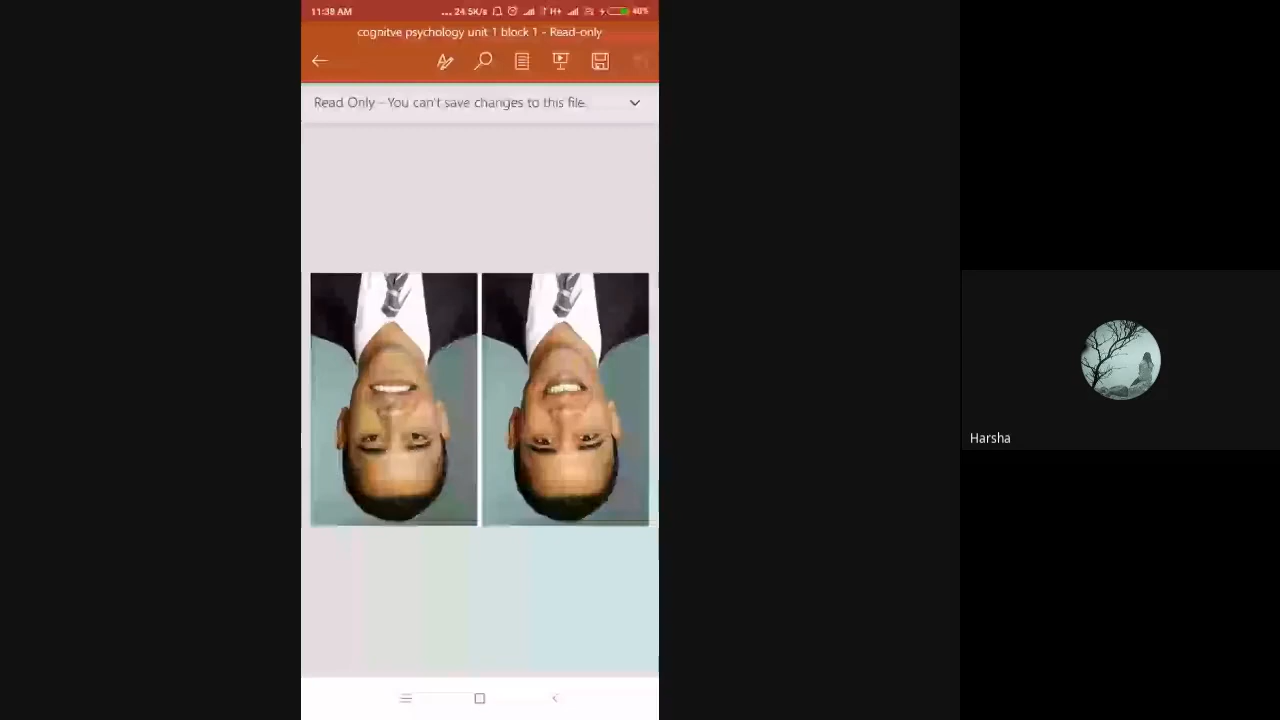 11:38 AM ... 24.5K/s H+ 40%
cognitve psychology unit 1 block 1 - Read-only
Read Only - You can't save changes to this file.
Harsha